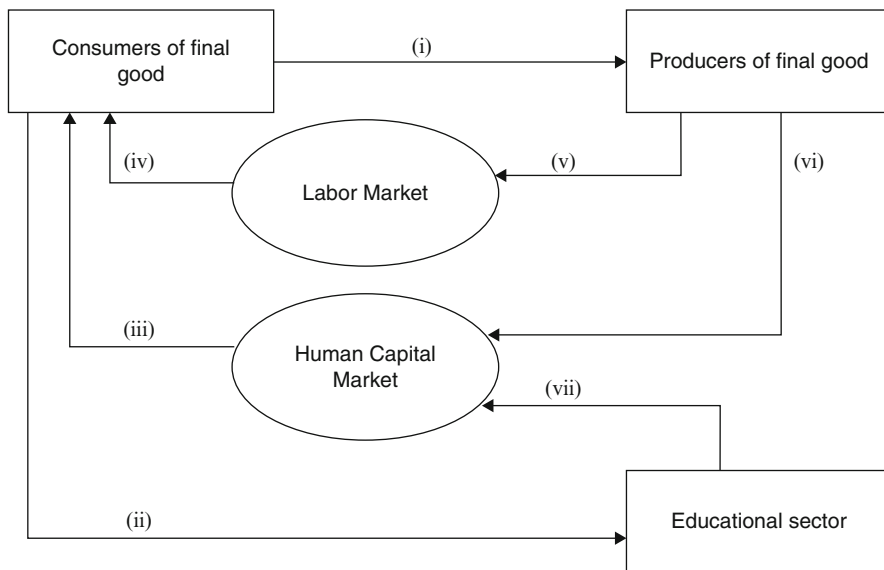 Consumers of final
good
(i)
Producers of final good
(iv)
(v)
(vi)
Labor Market
(iii)
Human Capital
Market
(vii)
(ii)
Educational sector